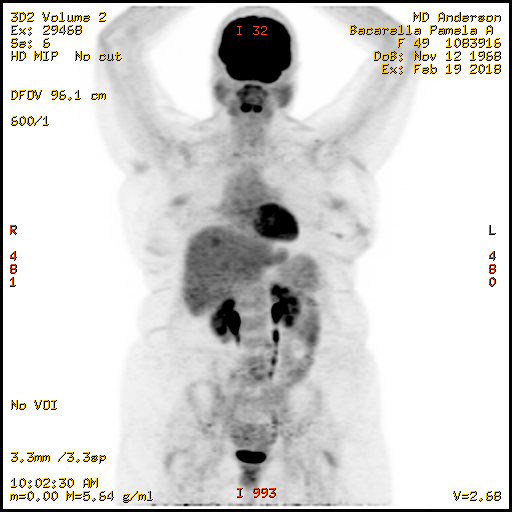 3D2 Volume 2
Ex: 29468
Se: 6
HD MIP No cut
DFOV 96.1 cm
600/1
I 32
MD Anderson
Bacarella Pamela A
F 49 1083916
DoB: Nov 12 1968
Ex: Feb 19 2018
R
4
8
1
L
4
8
0
No VOI
3.3mm /3.3sp
10:02:30 AM
m=0.00 M=5.64 g/ml
I 993
V=2.68